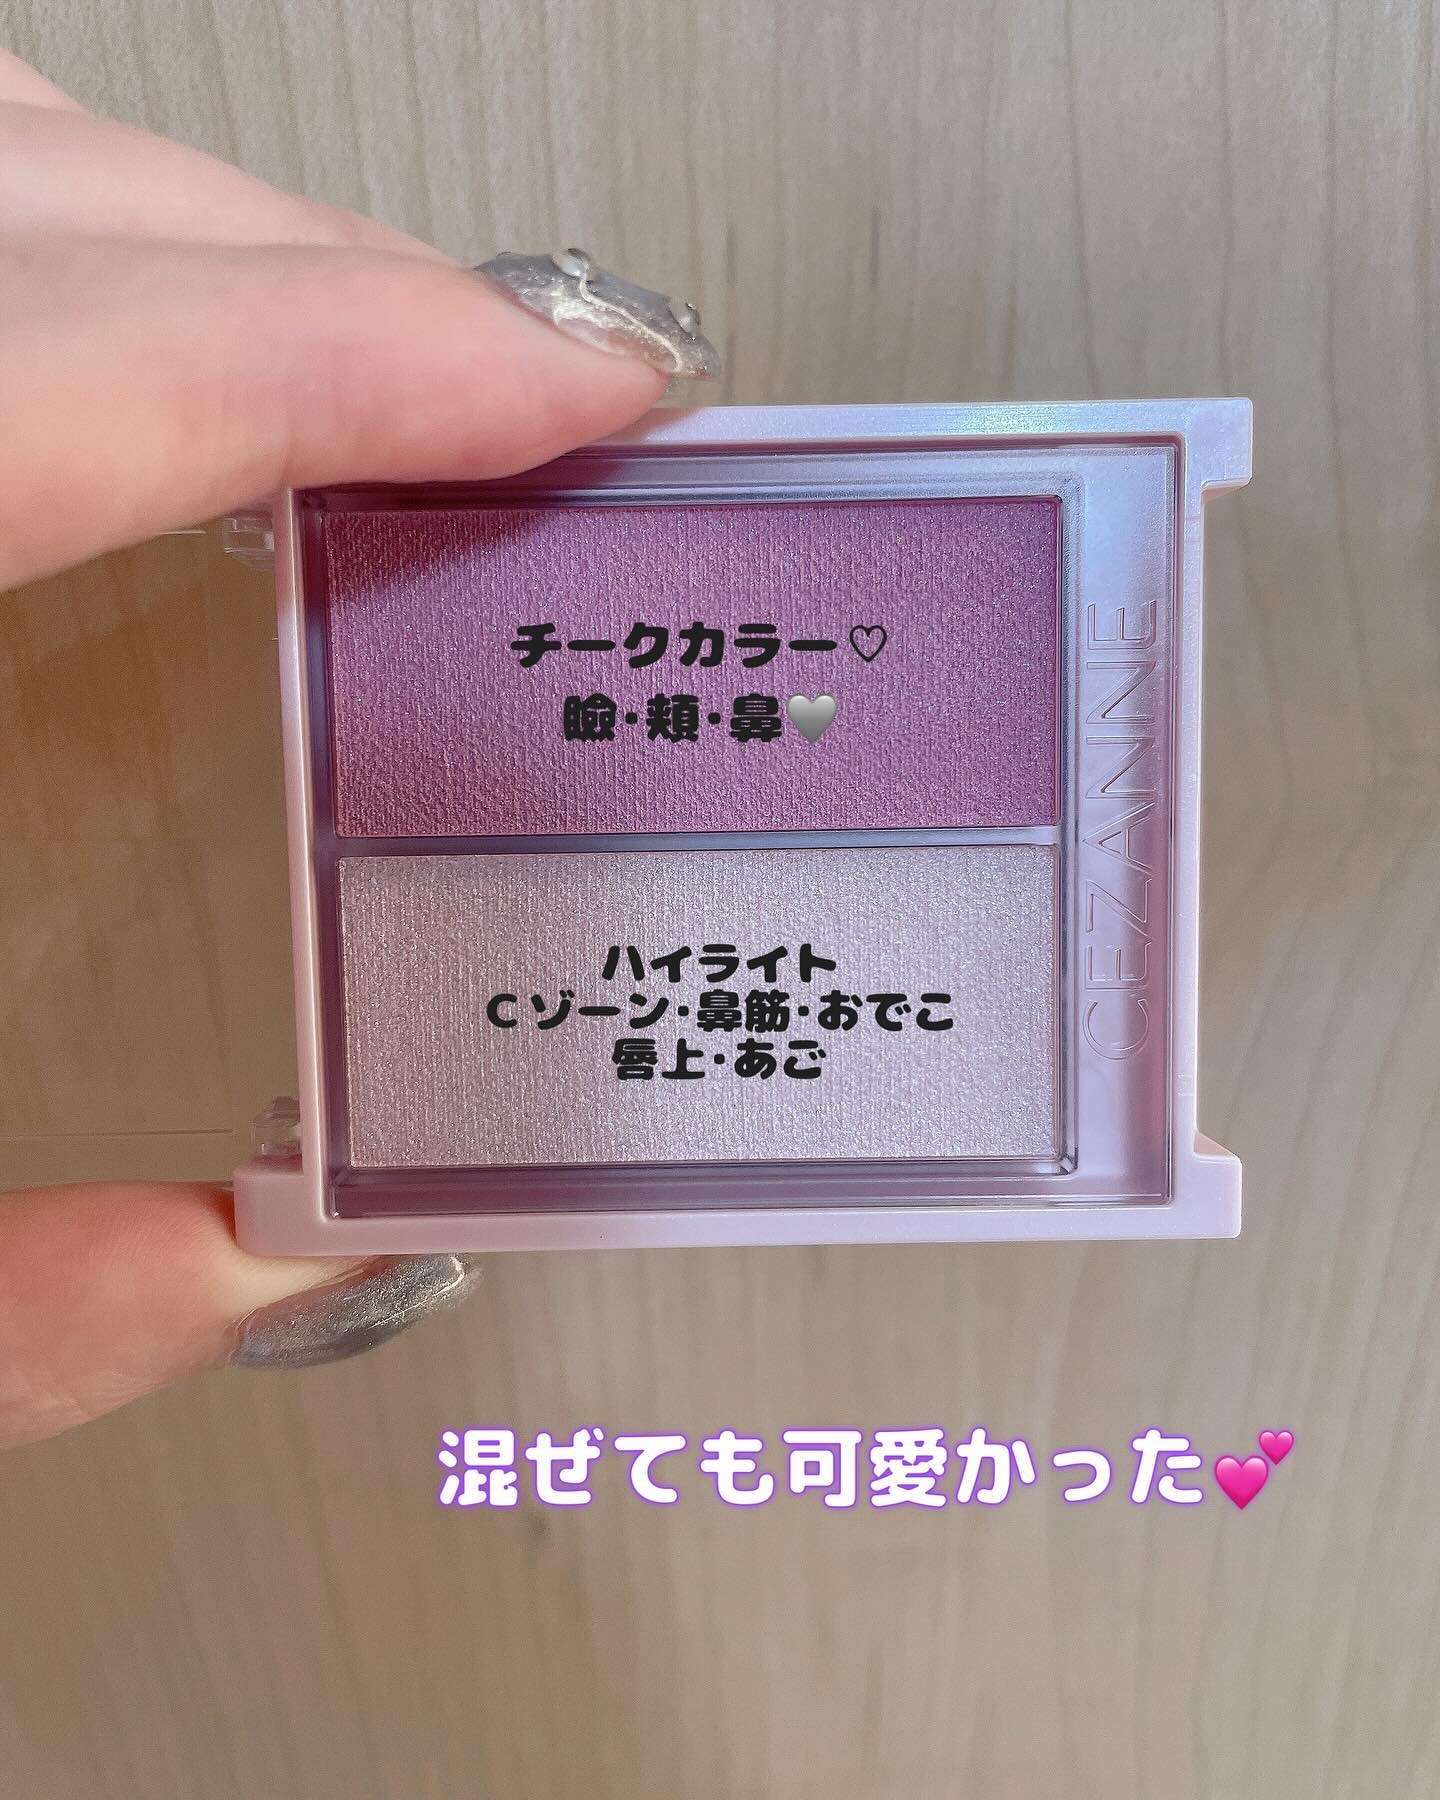 チークカラー♡
瞼・頬・鼻🩶
ハイライト
Cゾーン・鼻筋・おでこ
唇上・あご
CEZANNE
混ぜても可愛かった💕